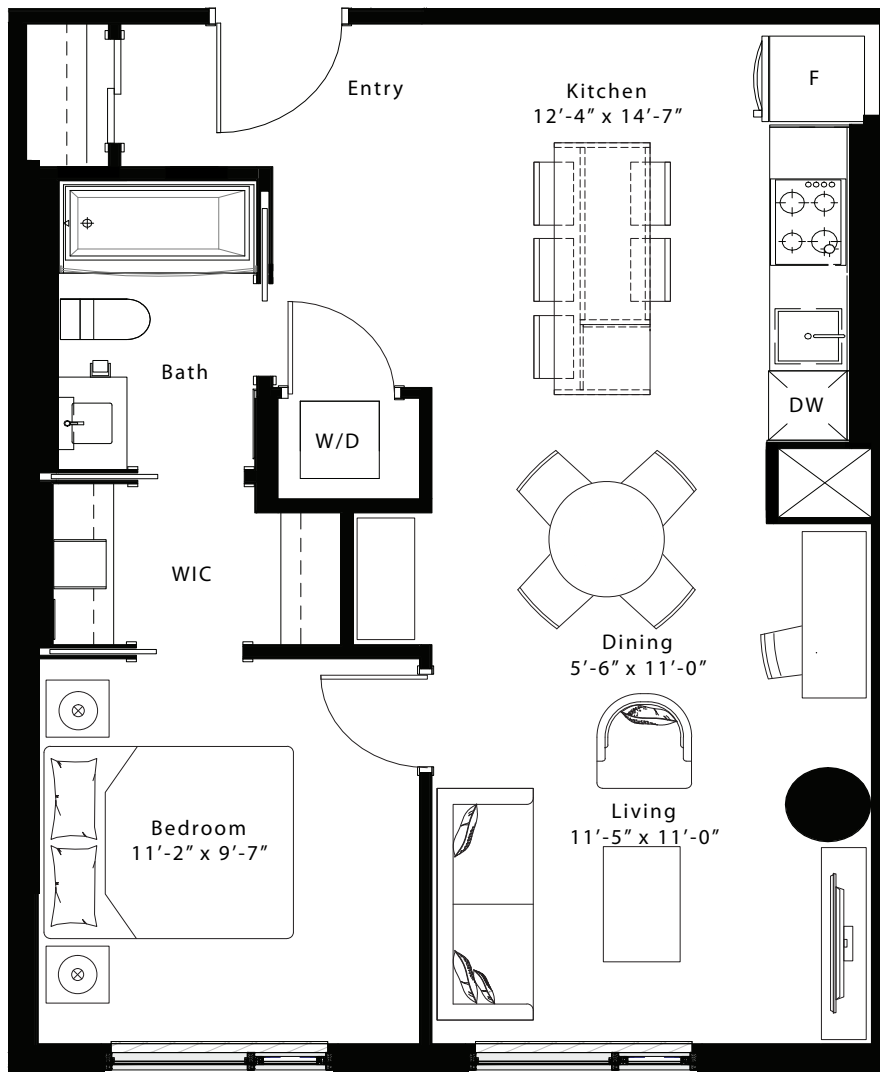 Entry
Kitchen
12’-4” x 14’-7”
F
Bath
W/D
DW
WIC
Dining
5’-6” x 11’-0”
Bedroom
11’-2” x 9’-7”
Living
11’-5” x 11’-0”